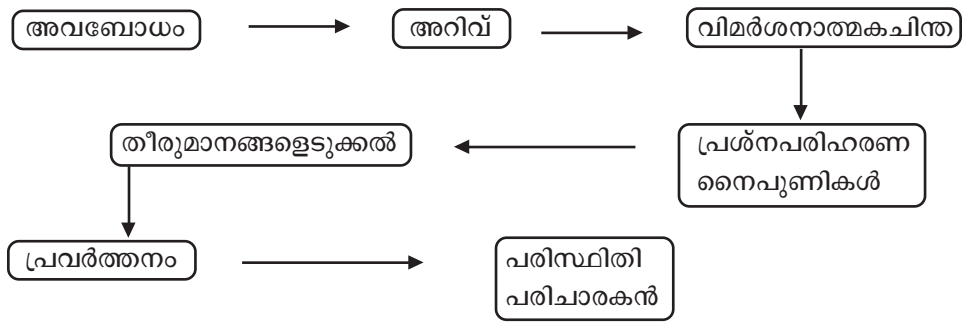 അവബോധം
അറിവ്
വിമർശനാത്മകചിന്ത
പ്രശ്നപരിഹരണ
നൈപുണികൾ
തീരുമാനങ്ങളെടുക്കൽ
പ്രവർത്തനം
പരിസ്ഥിതി
പരിചാരകൻ